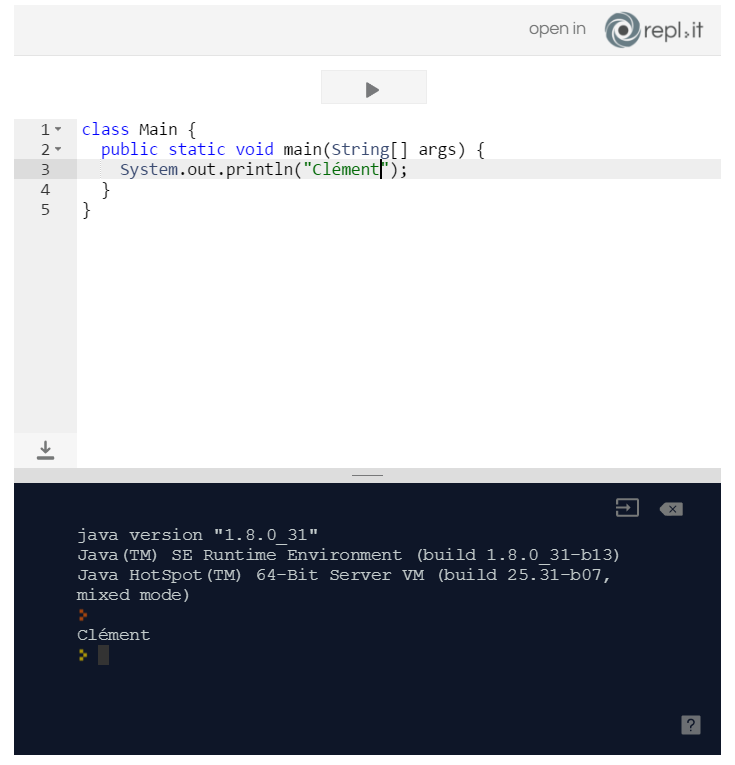 open in repl.it
1 class Main {
2 public static void main(String[] args) {
3 System.out.println("Clément");
4 }
5 }
java version "1.8.0_31"
Java(TM) SE Runtime Environment (build 1.8.0_31-b13)
Java HotSpot(TM) 64-Bit Server VM (build 25.31-b07,
mixed mode)
Clément
?